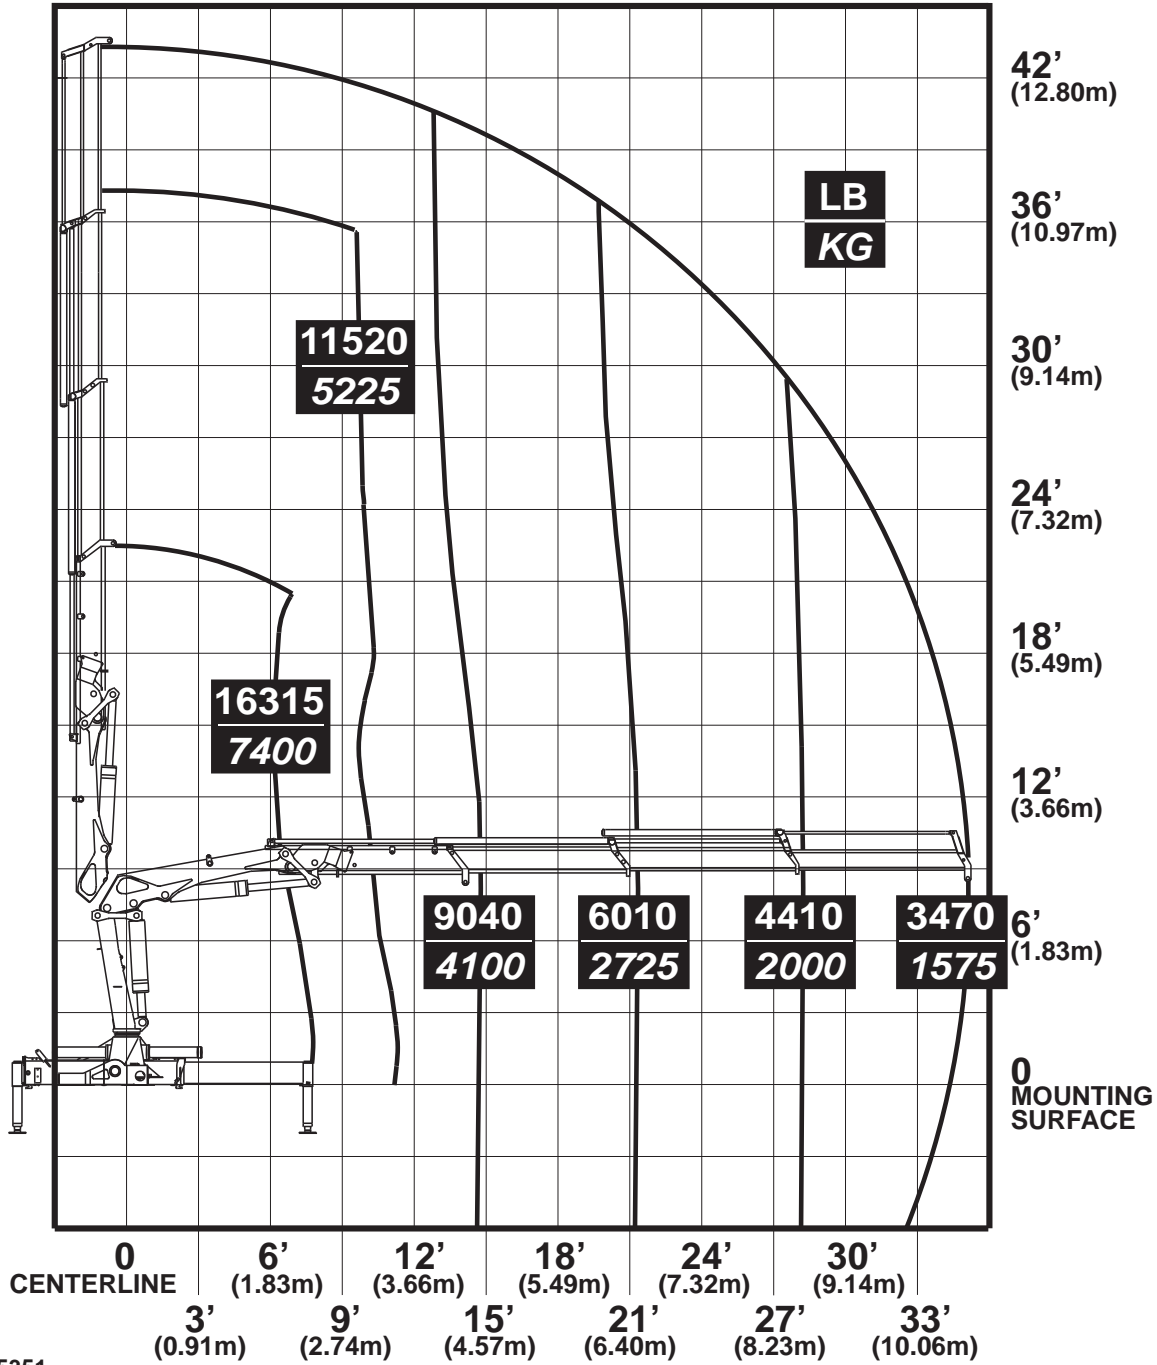 42’
(12.80m)
LB
KG
36’
(10.97m)
11520
5225
30’
(9.14m)
24’
(7.32m)
18’
(5.49m)
16315
7400
12’
(3.66m)
9040
4100
6010
2725
4410
2000
3470
1575
6’
(1.83m)
0
MOUNTING
SURFACE
0
CENTERLINE
6’
(1.83m)
12’
(3.66m)
18’
(5.49m)
24’
(7.32m)
30’
(9.14m)
3’
(0.91m)
9’
(2.74m)
15’
(4.57m)
21’
(6.40m)
27’
(8.23m)
33’
(10.06m)